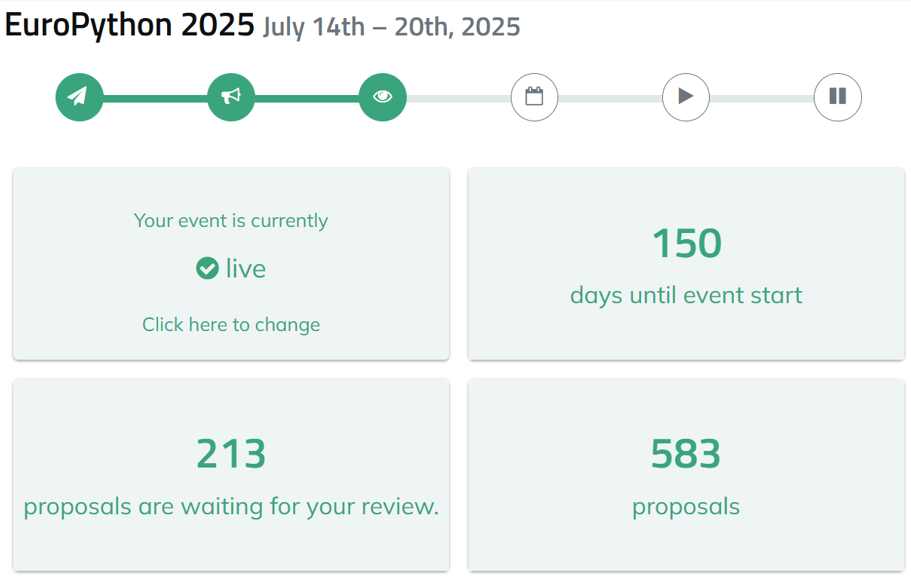 EuroPython 2025 July 14th – 20th, 2025
Your event is currently
live
Click here to change
150
days until event start
213
proposals are waiting for your review.
583
proposals